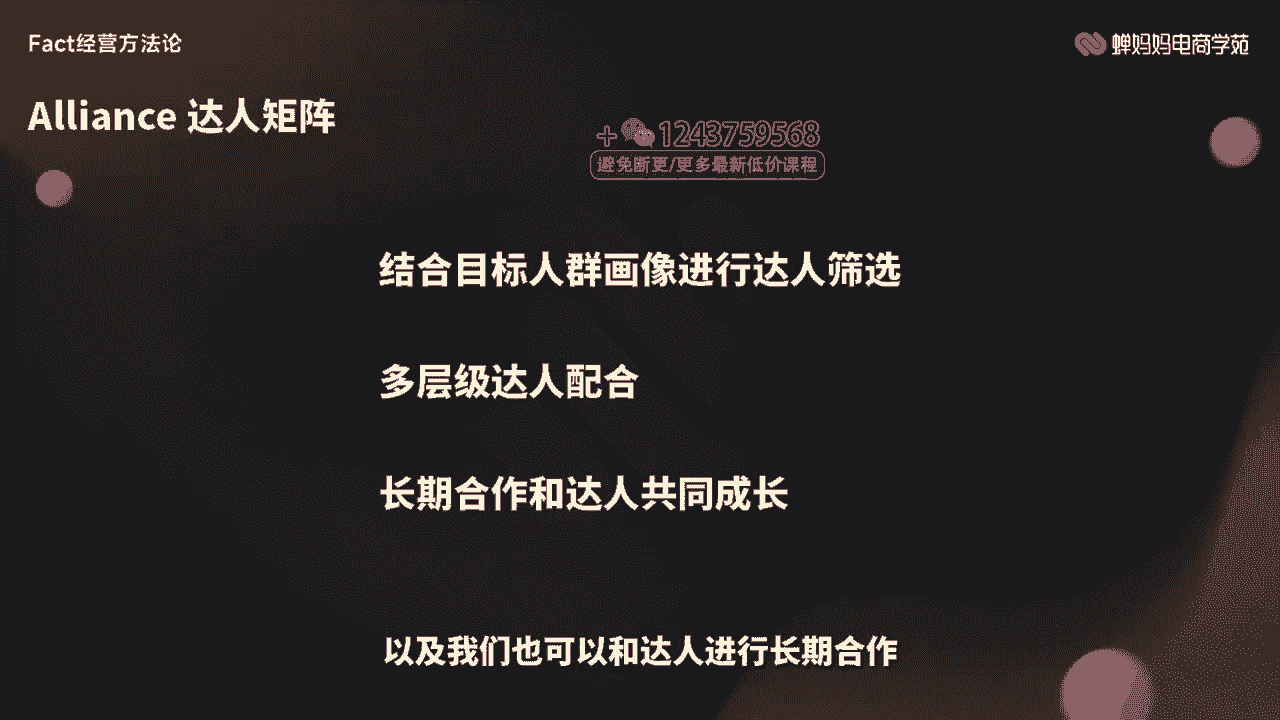 Fact经营方法论
蝉妈妈电商学苑
Alliance 达人矩阵
+1243759568
避免断更/更多最新低价课程
结合目标人群画像进行达人筛选
多层级达人配合
长期合作和达人共同成长
以及我们也可以和达人进行长期合作